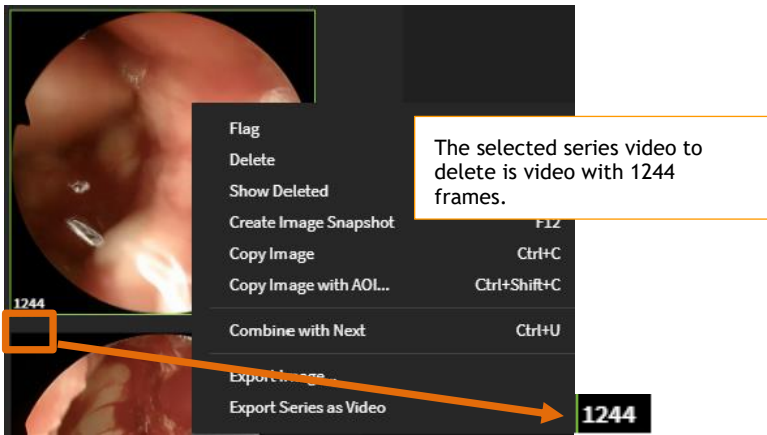 Flag
Delete
Show Deleted
Create Image Snapshot F12
Copy Image Ctrl+C
Copy Image with AOI... Ctrl+Shift+C
Combine with Next Ctrl+U
Export Image...
Export Series as Video
The selected series video to
delete is video with 1244
frames.
1244
1244